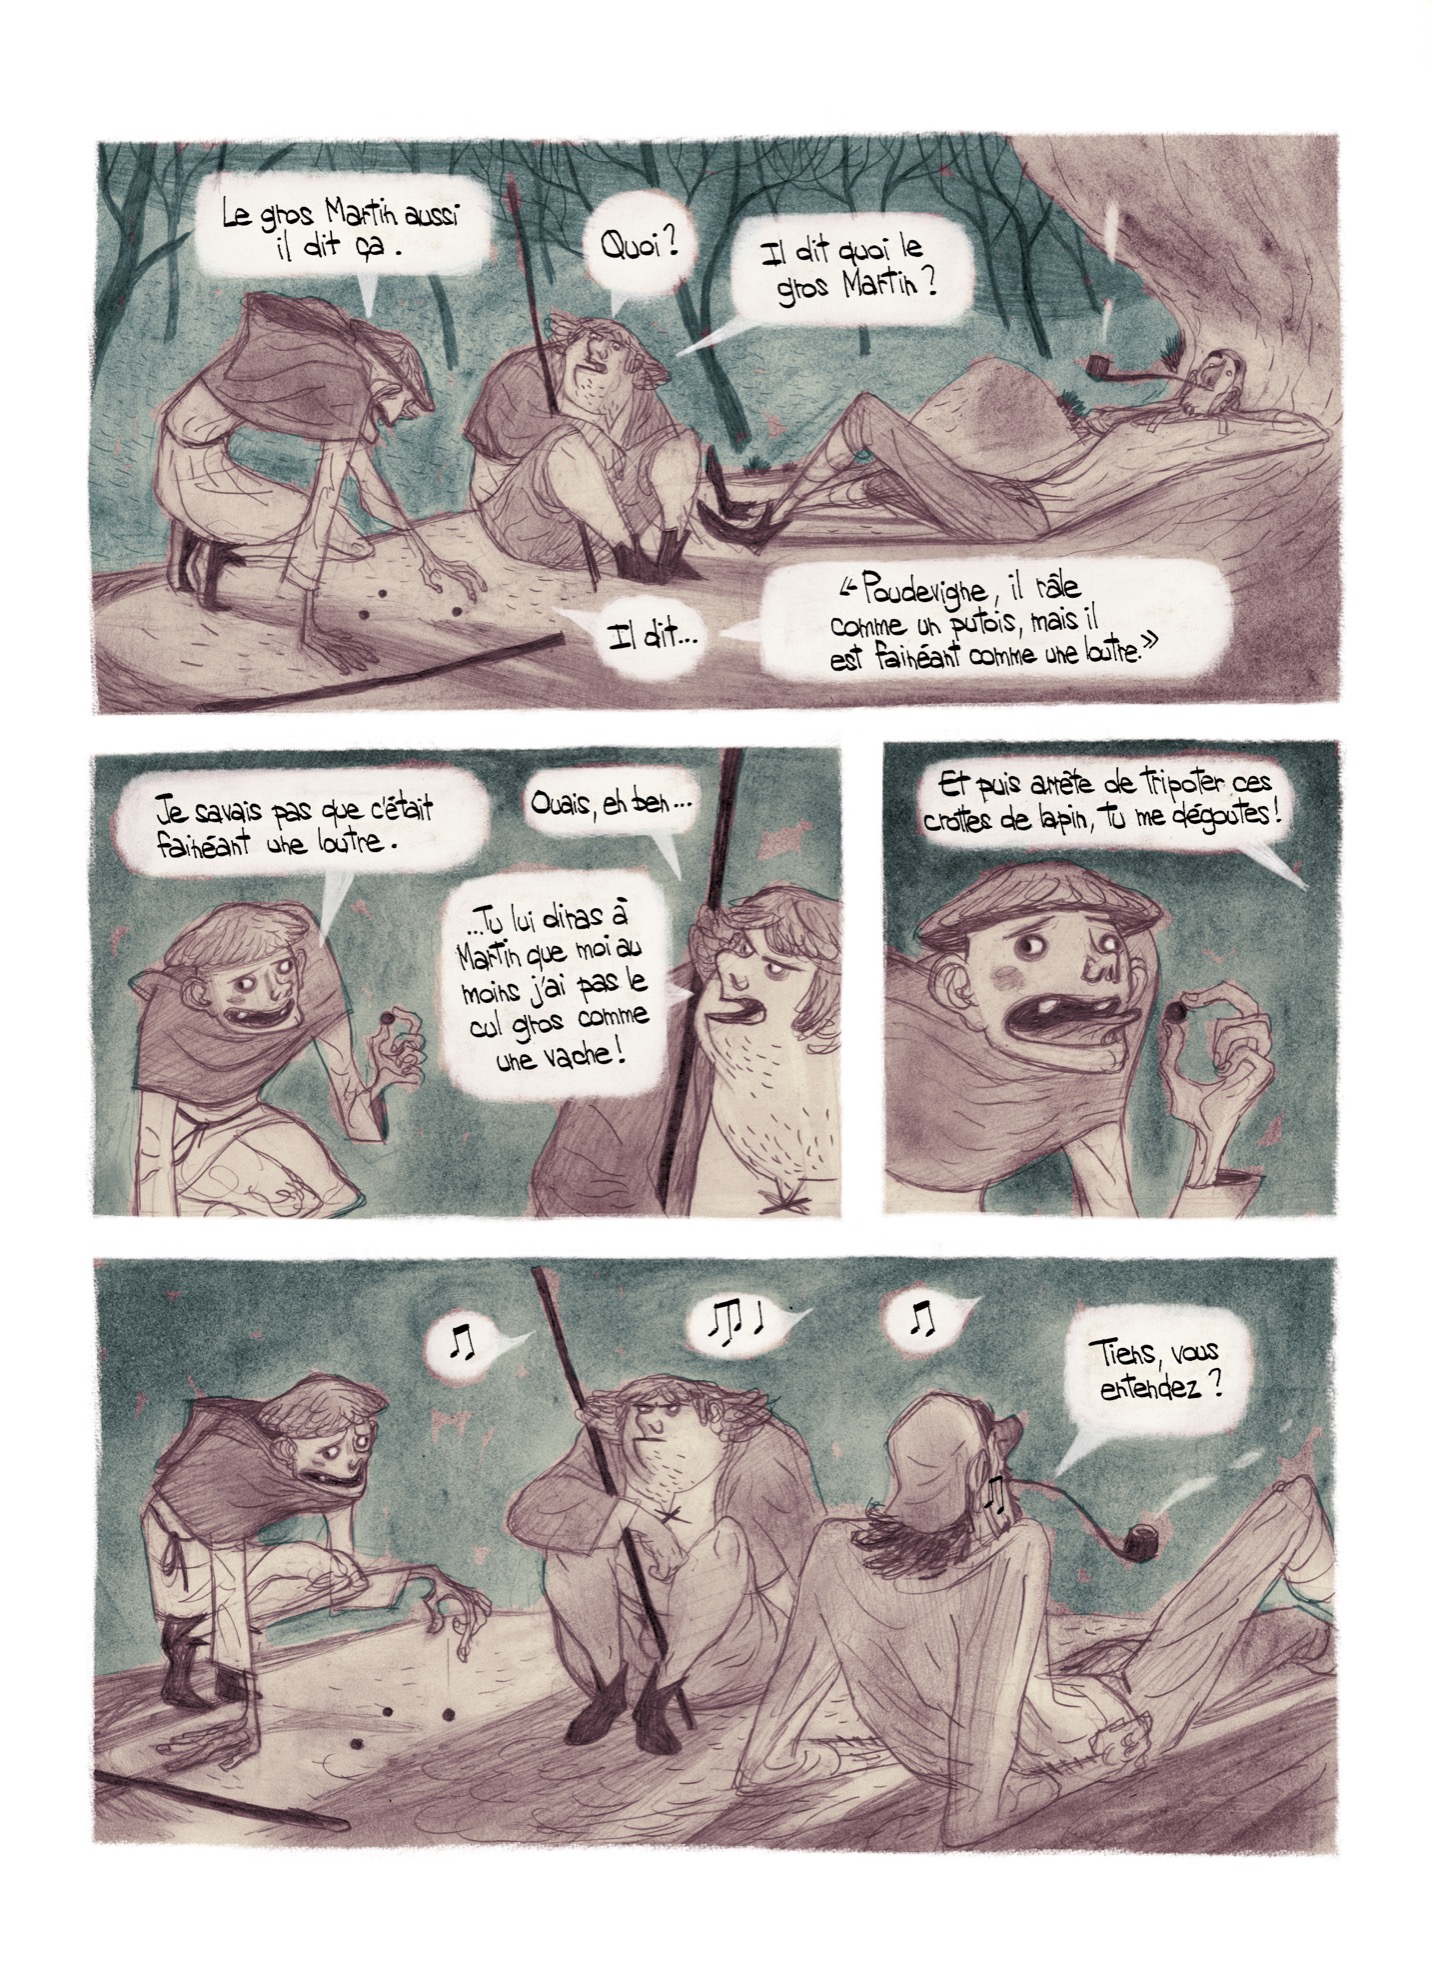 Le gros Martin aussi
il dit ça.
Quoi?
Il dit quoi le
gros Martin?
Il dit...
"Poudevigne, il râle
comme un putois, mais il
est fainéant comme une loutre."
Je savais pas que c'était
fainéant une loutre.
Ouais, eh ben...
...Tu lui diras à
Martin que moi au
moins j'ai pas le
cul gros comme
une vache!
Et puis arrête de tripoter ces
crottes de lapin, tu me dégoutes!
Tiens, vous
entendez?